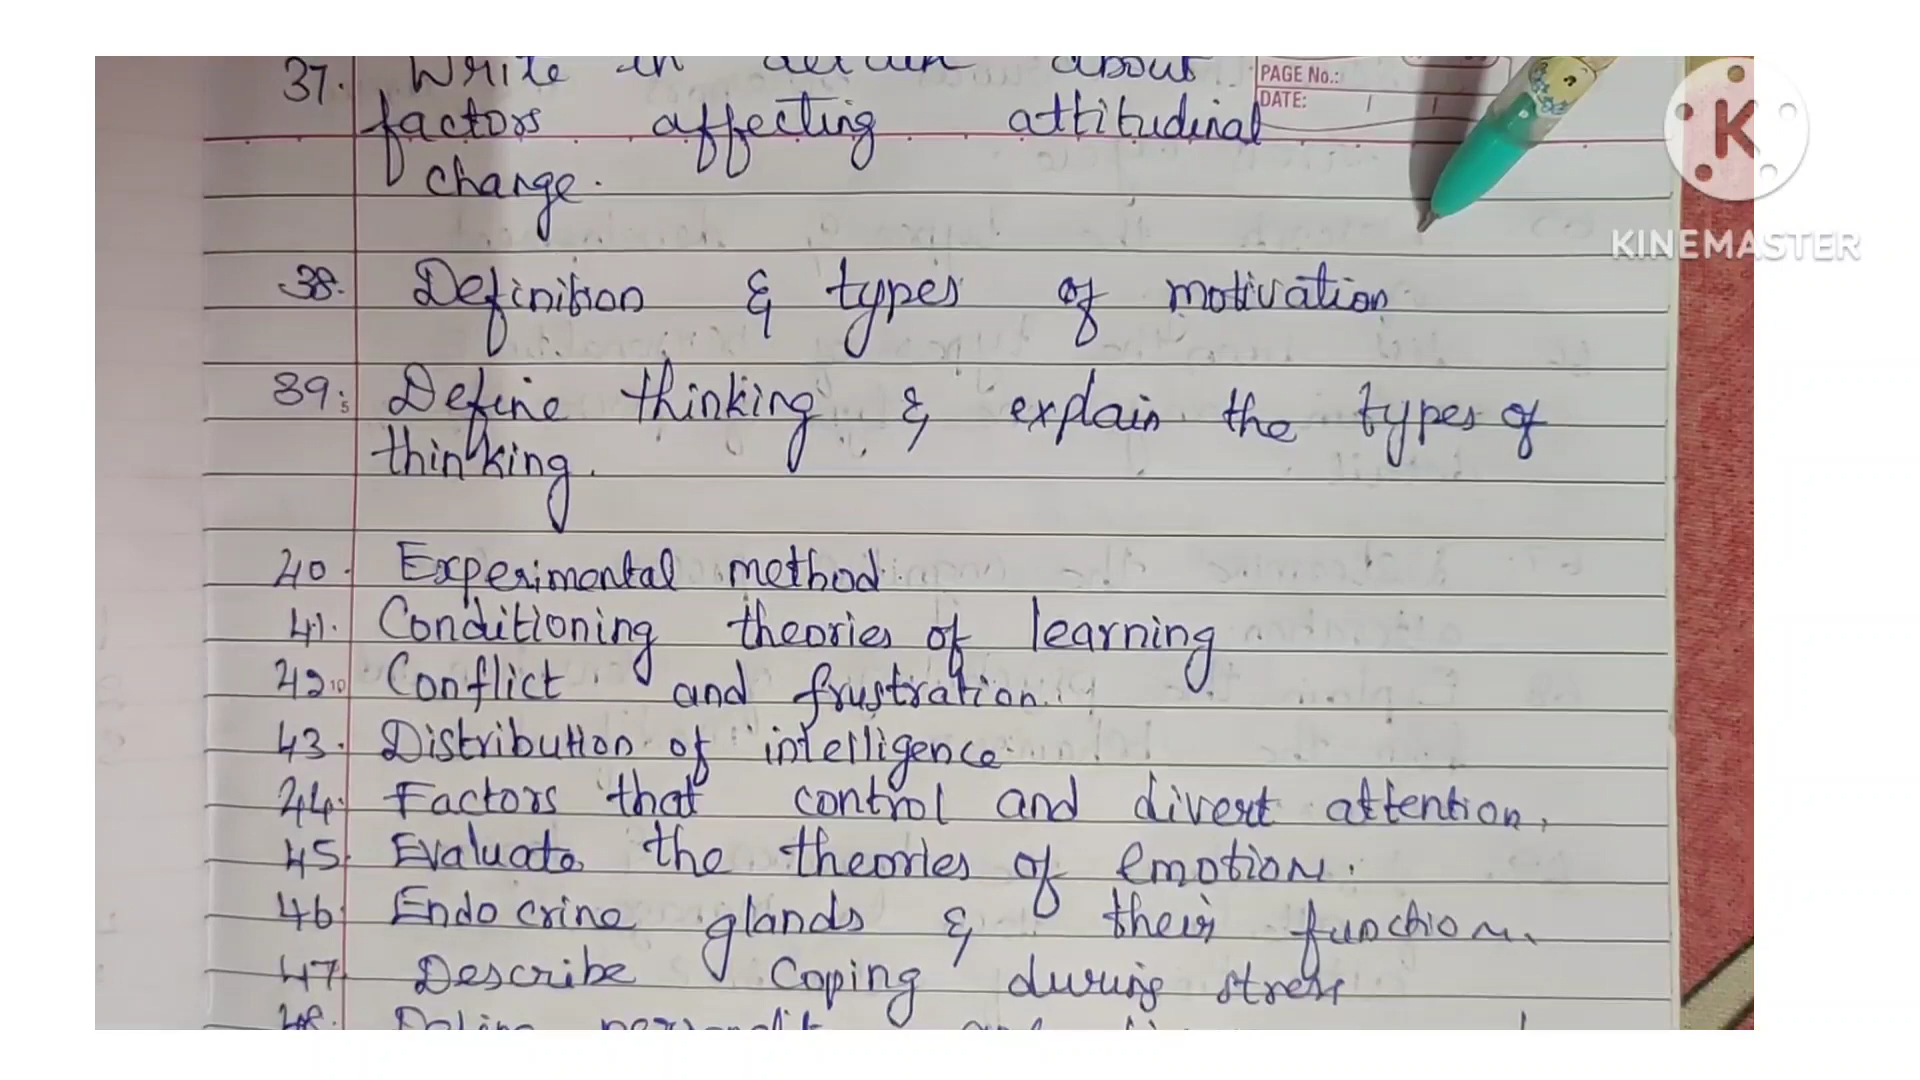 37. Write in detail about
PAGE No.:
DATE:
factors affecting attitudinal
change.
38. Definition & types of motivation
39. Define thinking & explain the types of
thinking.
40. Experimental method
41. Conditioning theories of learning
42. Conflict and frustration.
43. Distribution of intelligence
44. Factors that control and divert attention.
45. Evaluate the theories of emotion.
46. Endocrine glands & their function.
47. Describe Coping during stress
48. Define
K
KINEMASTER